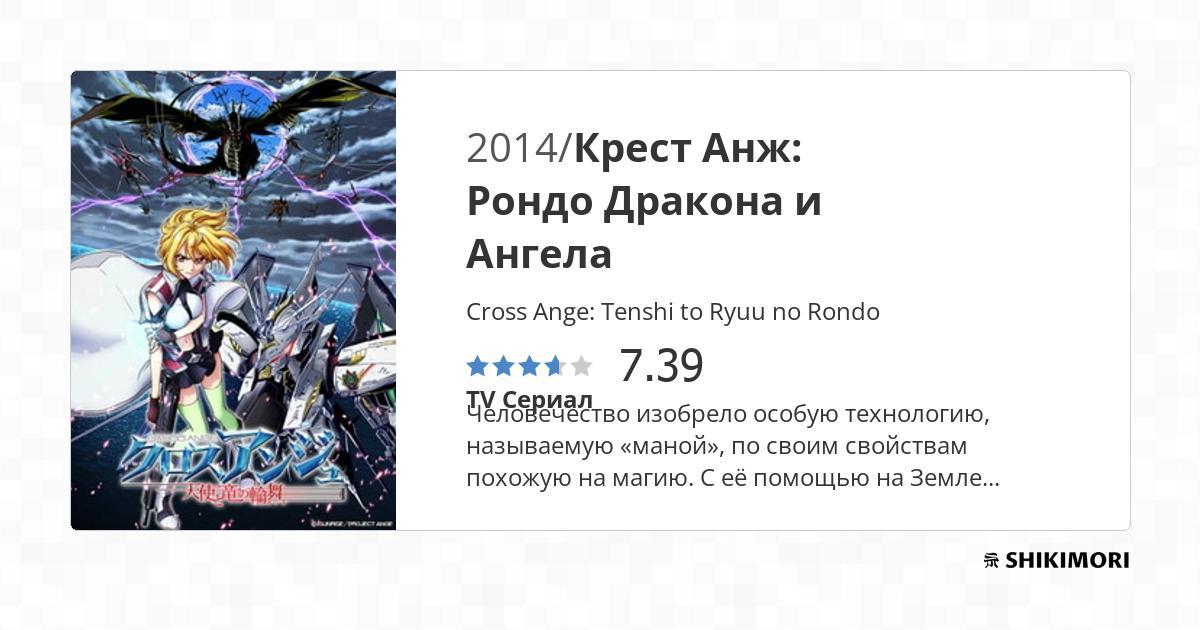 2014/Крест Анж:
Рондо Дракона и
Ангела
Cross Ange: Tenshi to Ryuu no Rondo
7.39
TV Сериал
Человечество изобрело особую технологию,
называемую «маной», по своим свойствам
похожую на магию. С её помощью на Земле...
クロスアンジュ
天使と竜の輪舞
©SUNRISE/PROJECT ANGE
SHIKIMORI